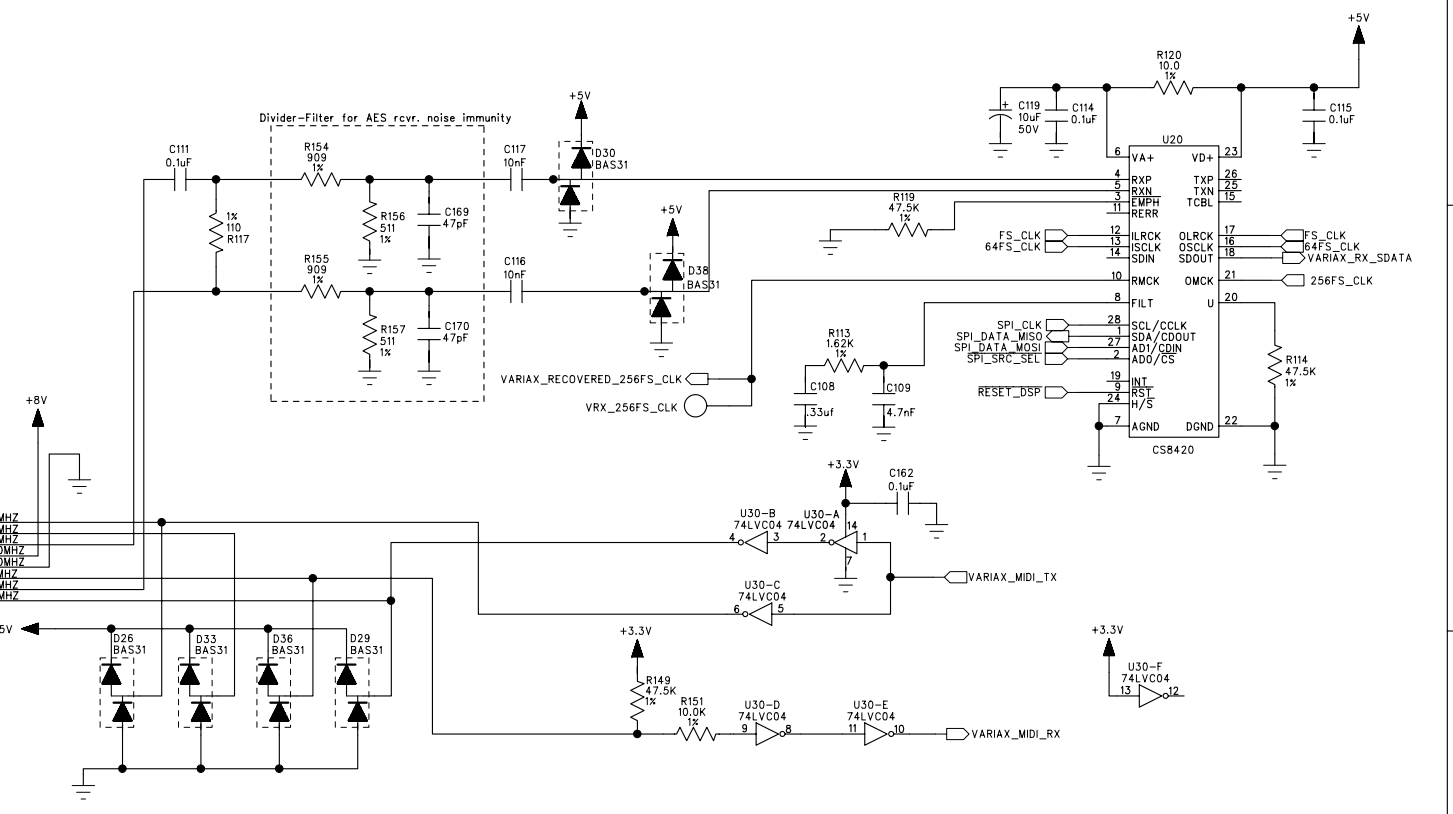 +5V
R120
10.0
1%
+5V
Divider-Filter for AES rcvr. noise immunity
C119
10uF
50V
C114
0.1uF
C115
0.1uF
U20
C111
0.1uF
R154
909
1%
C117
10nF
D30
BAS31
6 VA+ VD+ 23
4 RXP TXP 26
5 RXN TXN 25
3 EMPH TCBL 15
11 RERR
R119
47.5K
1%
1%
110
R117
R156
511
1%
C169
47pF
+5V
FS_CLK 12 ILRCK OLRCK 17 FS_CLK
64FS_CLK 13 ISCLK OSCLK 16 64FS_CLK
14 SDIN SDOUT 18 VARIAX_RX_SDATA
R155
909
1%
C116
10nF
D38
BAS31
10 RMCK OMCK 21 256FS_CLK
8 FILT U 20
R157
511
1%
C170
47pF
SPI_CLK 28 SCL/CCLK
SPI_DATA_MISO 1 SDA/CDOUT
SPI_DATA_MOSI 27 AD1/CDIN
SPI_SRC_SEL 2 AD0/CS
R113
1.62K
1%
R114
47.5K
1%
VARIAX_RECOVERED_256FS_CLK
C108
.33uf
C109
4.7nF
19 INT
RESET_DSP 9 RST
24 H/S
VRX_256FS_CLK
7 AGND DGND 22
CS8420
+8V
+3.3V
C162
0.1uF
U30-B
74LVC04
U30-A
74LVC04
14
4 3 2 1
7
MHZ
MHZ
MHZ
0MHZ
0MHZ
MHZ
MHZ
MHZ
VARIAX_MIDI_TX
U30-C
74LVC04
6 5
5V
D26
BAS31
D33
BAS31
D36
BAS31
D29
BAS31
+3.3V
R149
47.5K
1%
R151
10.0K
1%
U30-D
74LVC04
9 8
U30-E
74LVC04
11 10
VARIAX_MIDI_RX
+3.3V
U30-F
74LVC04
13 12